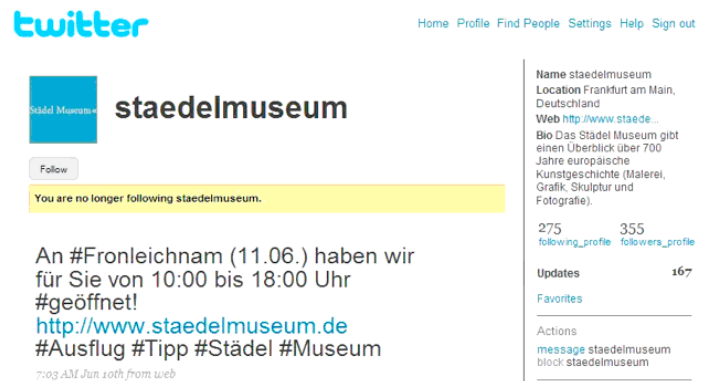 twitter
Home Profile Find People Settings Help Sign out
Städel Museum
staedelmuseum
Follow
You are no longer following staedelmuseum.
An #Fronleichnam (11.06.) haben wir
für Sie von 10:00 bis 18:00 Uhr
#geöffnet!
http://www.staedelmuseum.de
#Ausflug #Tipp #Städel #Museum
7:03 AM Jun 10th from web
Name staedelmuseum
Location Frankfurt am Main,
Deutschland
Web http://www.staede...
Bio Das Städel Museum gibt
einen Überblick über 700
Jahre europäische
Kunstgeschichte (Malerei,
Grafik, Skulptur und
Fotografie).
275 355
following_profile followers_profile
Updates 167
Favorites
Actions
message staedelmuseum
block staedelmuseum